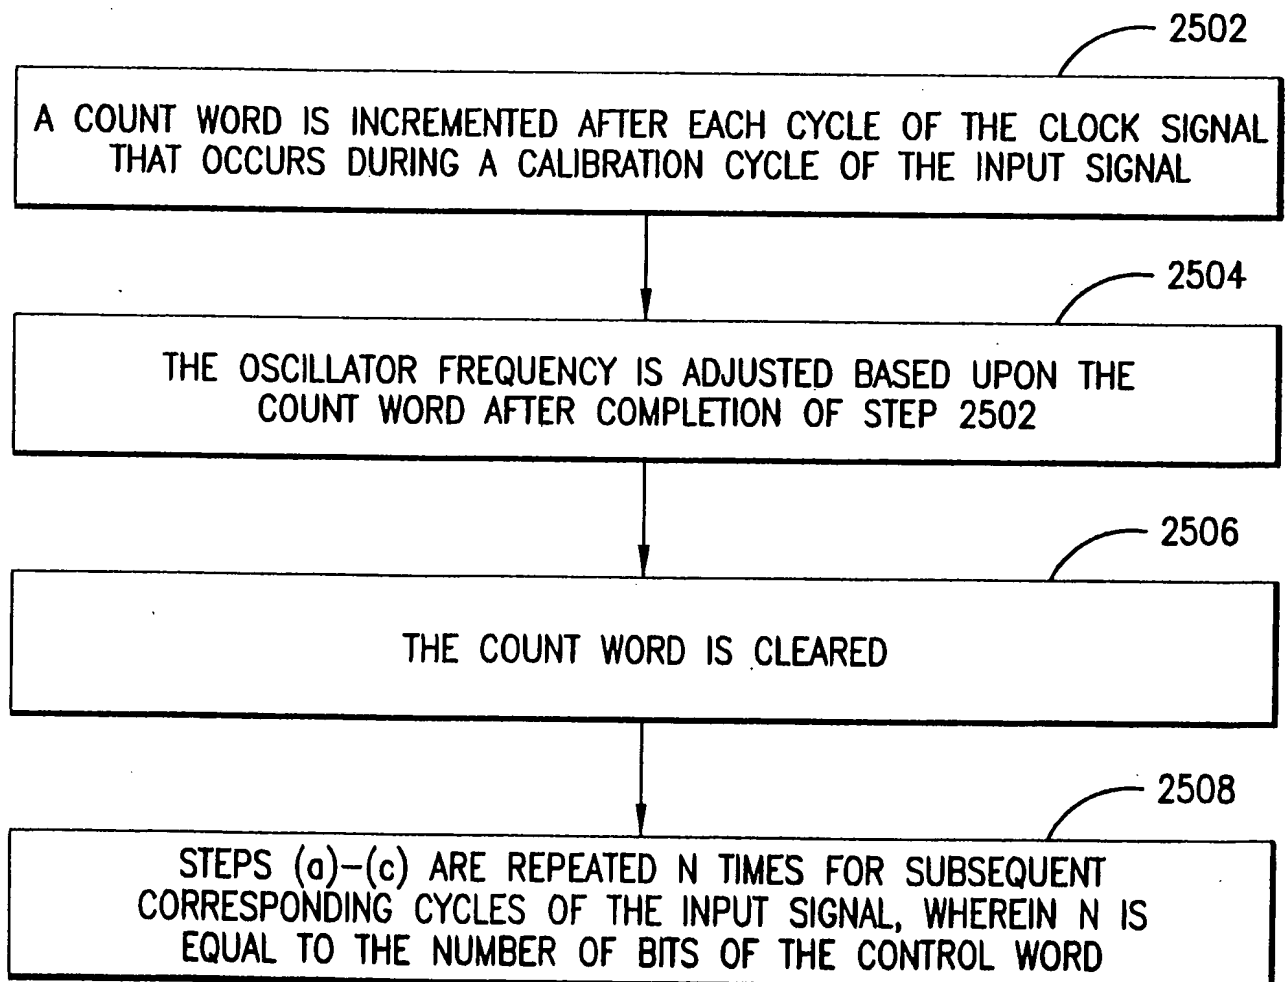 2502
A COUNT WORD IS INCREMENTED AFTER EACH CYCLE OF THE CLOCK SIGNAL
THAT OCCURS DURING A CALIBRATION CYCLE OF THE INPUT SIGNAL
2504
THE OSCILLATOR FREQUENCY IS ADJUSTED BASED UPON THE
COUNT WORD AFTER COMPLETION OF STEP 2502
2506
THE COUNT WORD IS CLEARED
2508
STEPS (a)-(c) ARE REPEATED N TIMES FOR SUBSEQUENT
CORRESPONDING CYCLES OF THE INPUT SIGNAL, WHEREIN N IS
EQUAL TO THE NUMBER OF BITS OF THE CONTROL WORD